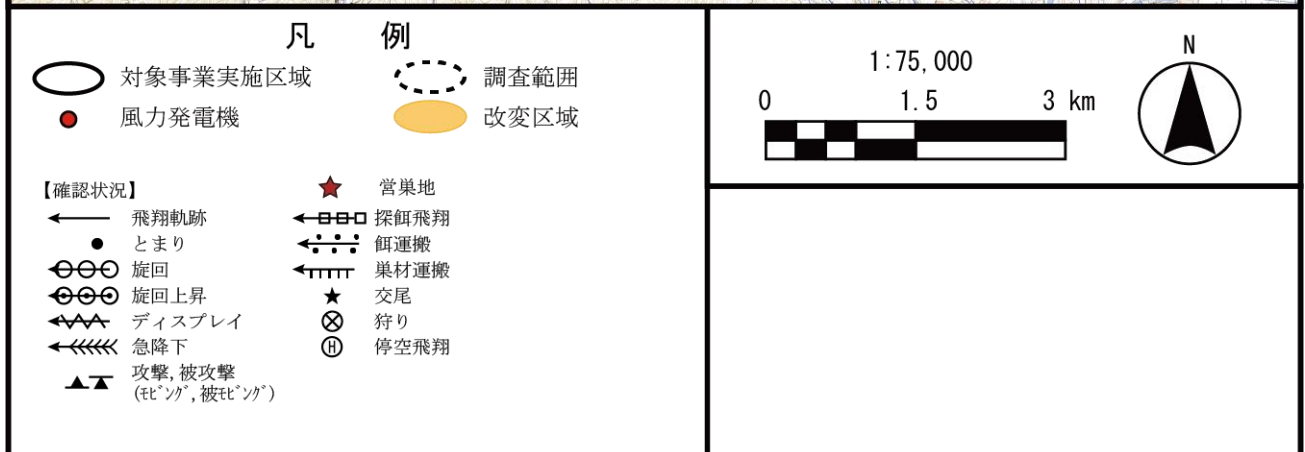 凡 例
対象事業実施区域
調査範囲
風力発電機
改変区域
【確認状況】
営巣地
飛翔軌跡
探餌飛翔
とまり
餌運搬
旋回
巣材運搬
旋回上昇
交尾
ディスプレイ
狩り
急降下
H
停空飛翔
攻撃,被攻撃
(ﾓﾋﾞﾝｸﾞ,被ﾓﾋﾞﾝｸﾞ)
1:75,000
0 1.5 3 km
N